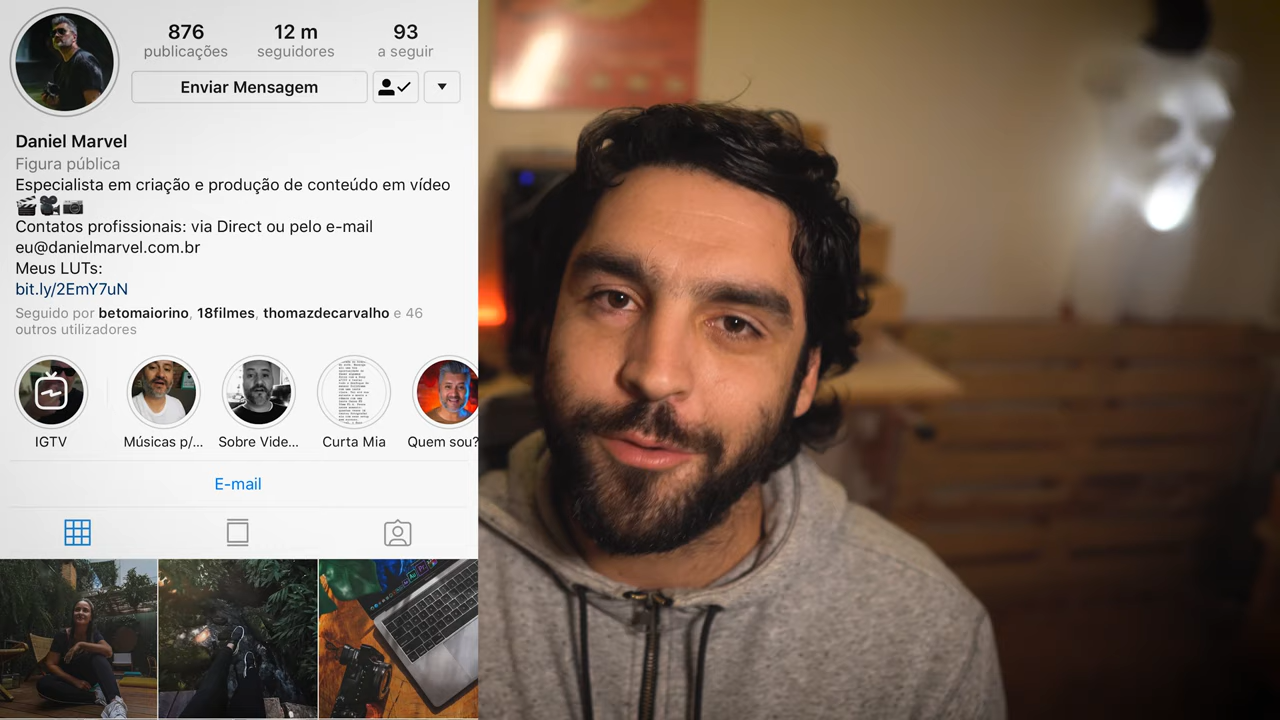 876
12 m
93
publicações
seguidores
a seguir
Enviar Mensagem
Daniel Marvel
Figura pública
Especialista em criação e produção de conteúdo em vídeo
Contatos profissionais: via Direct ou pelo e-mail
eu@danielmarvel.com.br
Meus LUTs:
bit.ly/2EmY7uN
Seguido por betomaiorino, 18filmes, thomazdecarvalho e 46
outros utilizadores
IGTV
Músicas p/...
Sobre Vide...
Curta Mia
Quem sou?
E-mail